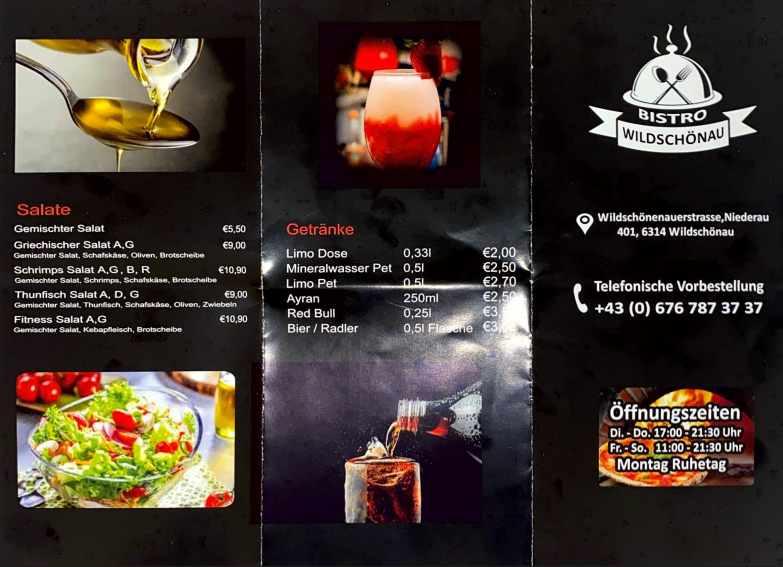 Salate
Gemischter Salat €5,50
Griechischer Salat A,G €9,00
Gemischter Salat, Schafskäse, Oliven, Brotscheibe
Schrimps Salat A,G , B, R €10,90
Gemischter Salat, Schrimps, Schafskäse, Brotscheibe
Thunfisch Salat A, D, G €9,00
Gemischter Salat, Thunfisch, Schafskäse, Oliven, Zwiebeln
Fitness Salat A,G €10,90
Gemischter Salat, Kebapfleisch, Brotscheibe
Getränke
Limo Dose 0,33l €2,00
Mineralwasser Pet 0,5l €2,50
Limo Pet 0,5l €2,70
Ayran 250ml €2,50
Red Bull 0,25l
Bier / Radler 0,5l Flasche
BISTRO
WILDSCHÖNAU
Wildschönenauerstrasse,Niederau
401, 6314 Wildschönau
Telefonische Vorbestellung
+43 (0) 676 787 37 37
Öffnungszeiten
Di. - Do. 17:00 - 21:30 Uhr
Fr. - So. 11:00 - 21:30 Uhr
Montag Ruhetag